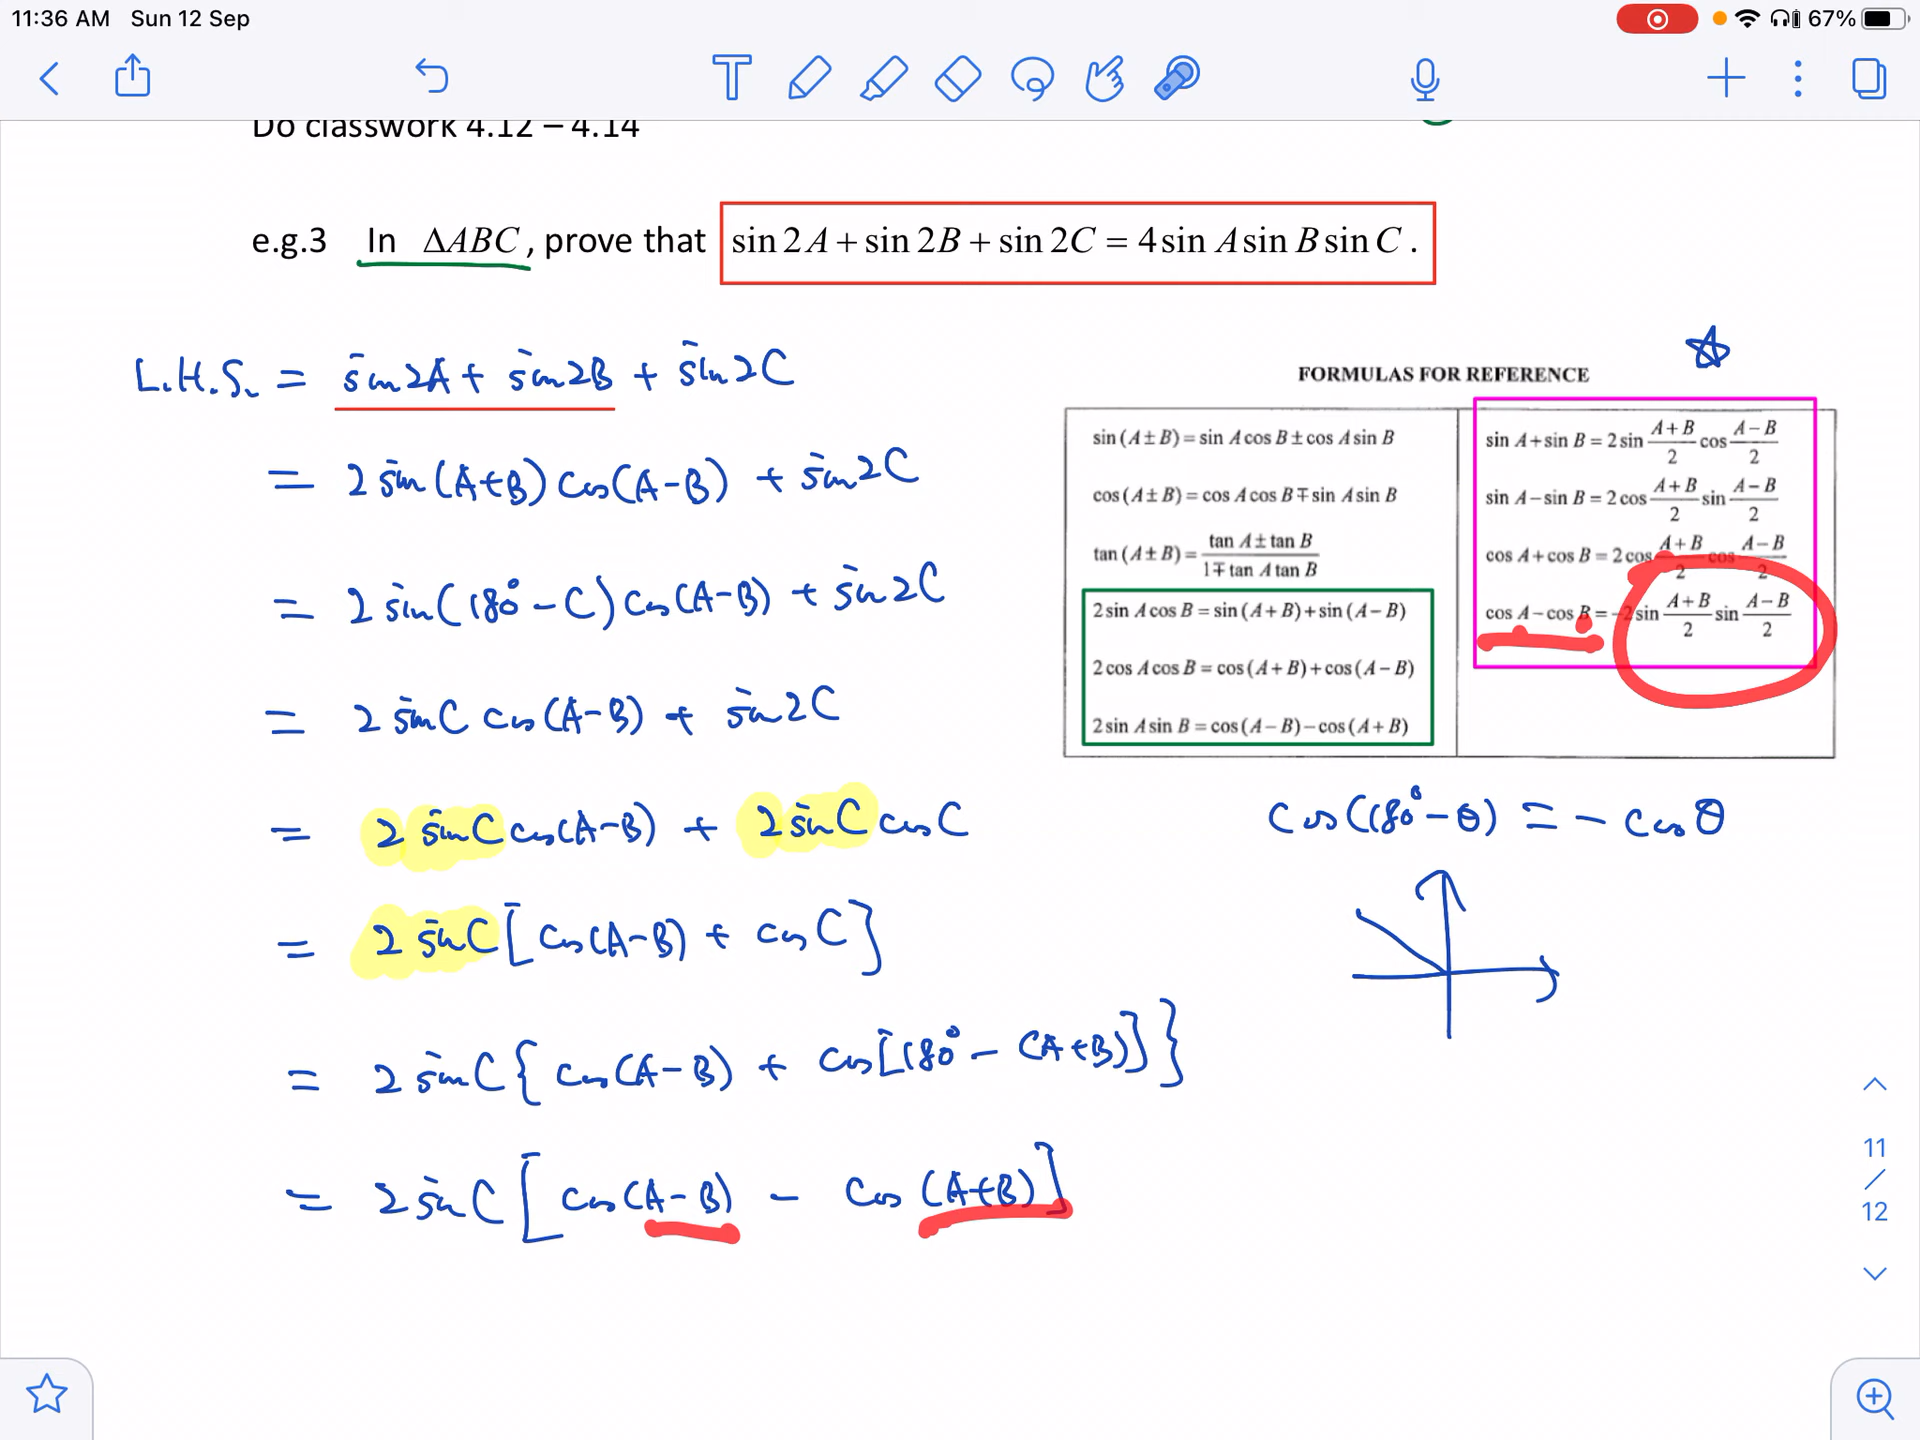 11:36 AM Sun 12 Sep
67%
Do classwork 4.12 – 4.14
e.g.3 In ΔABC, prove that sin 2A + sin 2B + sin 2C = 4 sin A sin B sin C .
L.H.S. = sin2A + sin2B + sin2C
= 2 sin(A+B) cos(A-B) + sin2C
= 2 sin(180° - C) cos(A-B) + sin2C
= 2 sinC cos(A-B) + sin2C
= 2 sinC cos(A-B) + 2 sinC cosC
= 2 sinC [cos(A-B) + cosC]
= 2 sinC { cos(A-B) + cos[180° - (A+B)] }
= 2 sinC [ cos(A-B) - cos(A+B) ]
FORMULAS FOR REFERENCE
sin (A ± B) = sin A cos B ± cos A sin B
cos (A ± B) = cos A cos B ∓ sin A sin B
tan (A ± B) = (tan A ± tan B) / (1 ∓ tan A tan B)
2 sin A cos B = sin (A + B) + sin (A − B)
2 cos A cos B = cos (A + B) + cos (A − B)
2 sin A sin B = cos (A − B) − cos (A + B)
sin A + sin B = 2 sin (A + B)/2 cos (A − B)/2
sin A − sin B = 2 cos (A + B)/2 sin (A − B)/2
cos A + cos B = 2 cos (A + B)/2 cos (A − B)/2
cos A − cos B = −2 sin (A + B)/2 sin (A − B)/2
cos(180° - θ) = - cos θ
11
/
12